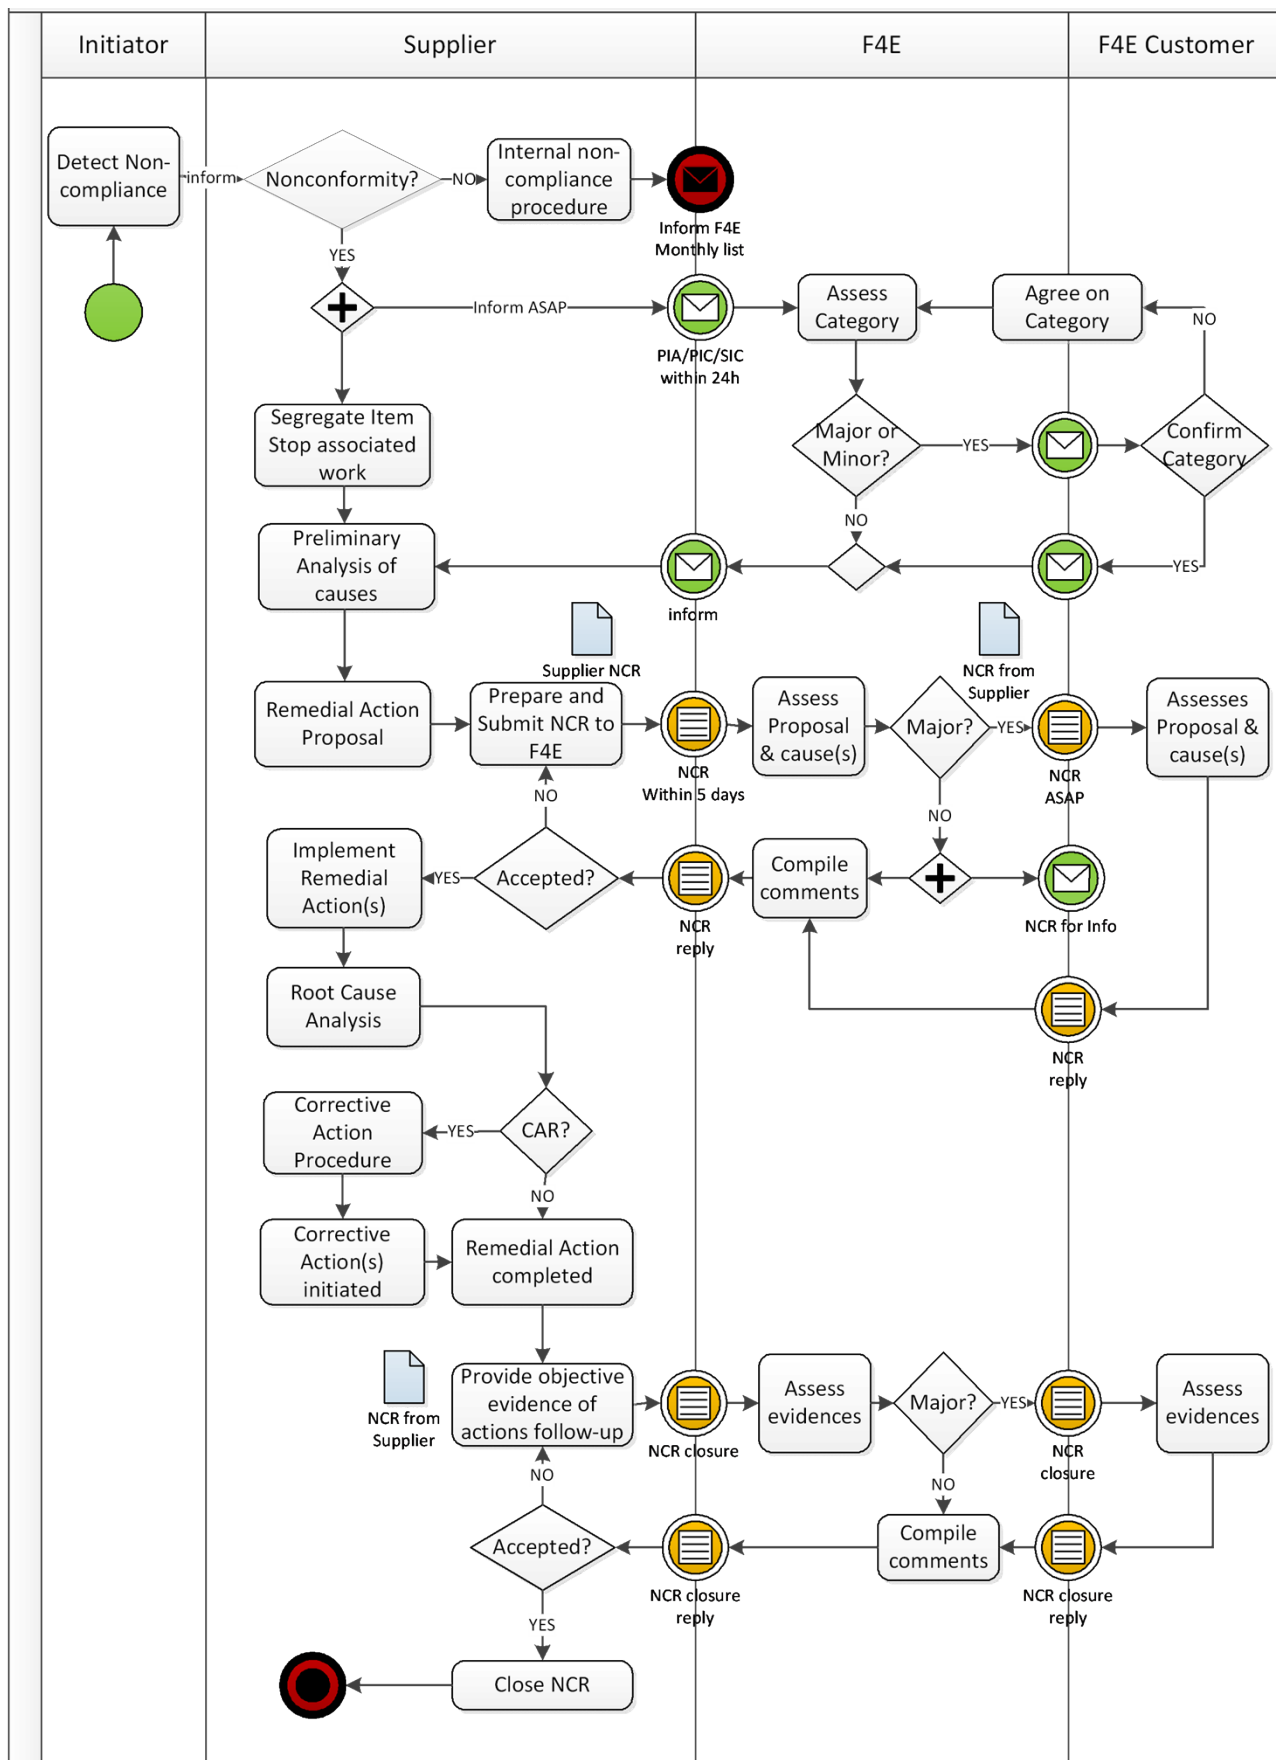 Initiator
Supplier
F4E
F4E Customer
Detect Non-
compliance
inform
Nonconformity?
NO
Internal non-
compliance
procedure
Inform F4E
Monthly list
YES
Inform ASAP
PIA/PIC/SIC
within 24h
Assess
Category
Agree on
Category
NO
Segregate Item
Stop associated
work
Major or
Minor?
YES
Confirm
Category
NO
YES
Preliminary
Analysis of
causes
inform
Supplier NCR
NCR from
Supplier
Remedial Action
Proposal
Prepare and
Submit NCR to
F4E
NCR
Within 5 days
Assess
Proposal
& cause(s)
Major?
YES
NCR
ASAP
Assesses
Proposal &
cause(s)
NO
NO
Implement
Remedial
Action(s)
YES
Accepted?
NCR
reply
Compile
comments
NCR for Info
Root Cause
Analysis
NCR
reply
Corrective
Action
Procedure
YES
CAR?
NO
Corrective
Action(s)
initiated
Remedial Action
completed
NCR from
Supplier
Provide objective
evidence of
actions follow-up
NCR closure
Assess
evidences
Major?
YES
NCR
closure
Assess
evidences
NO
NO
Accepted?
NCR closure
reply
Compile
comments
NCR closure
reply
YES
Close NCR